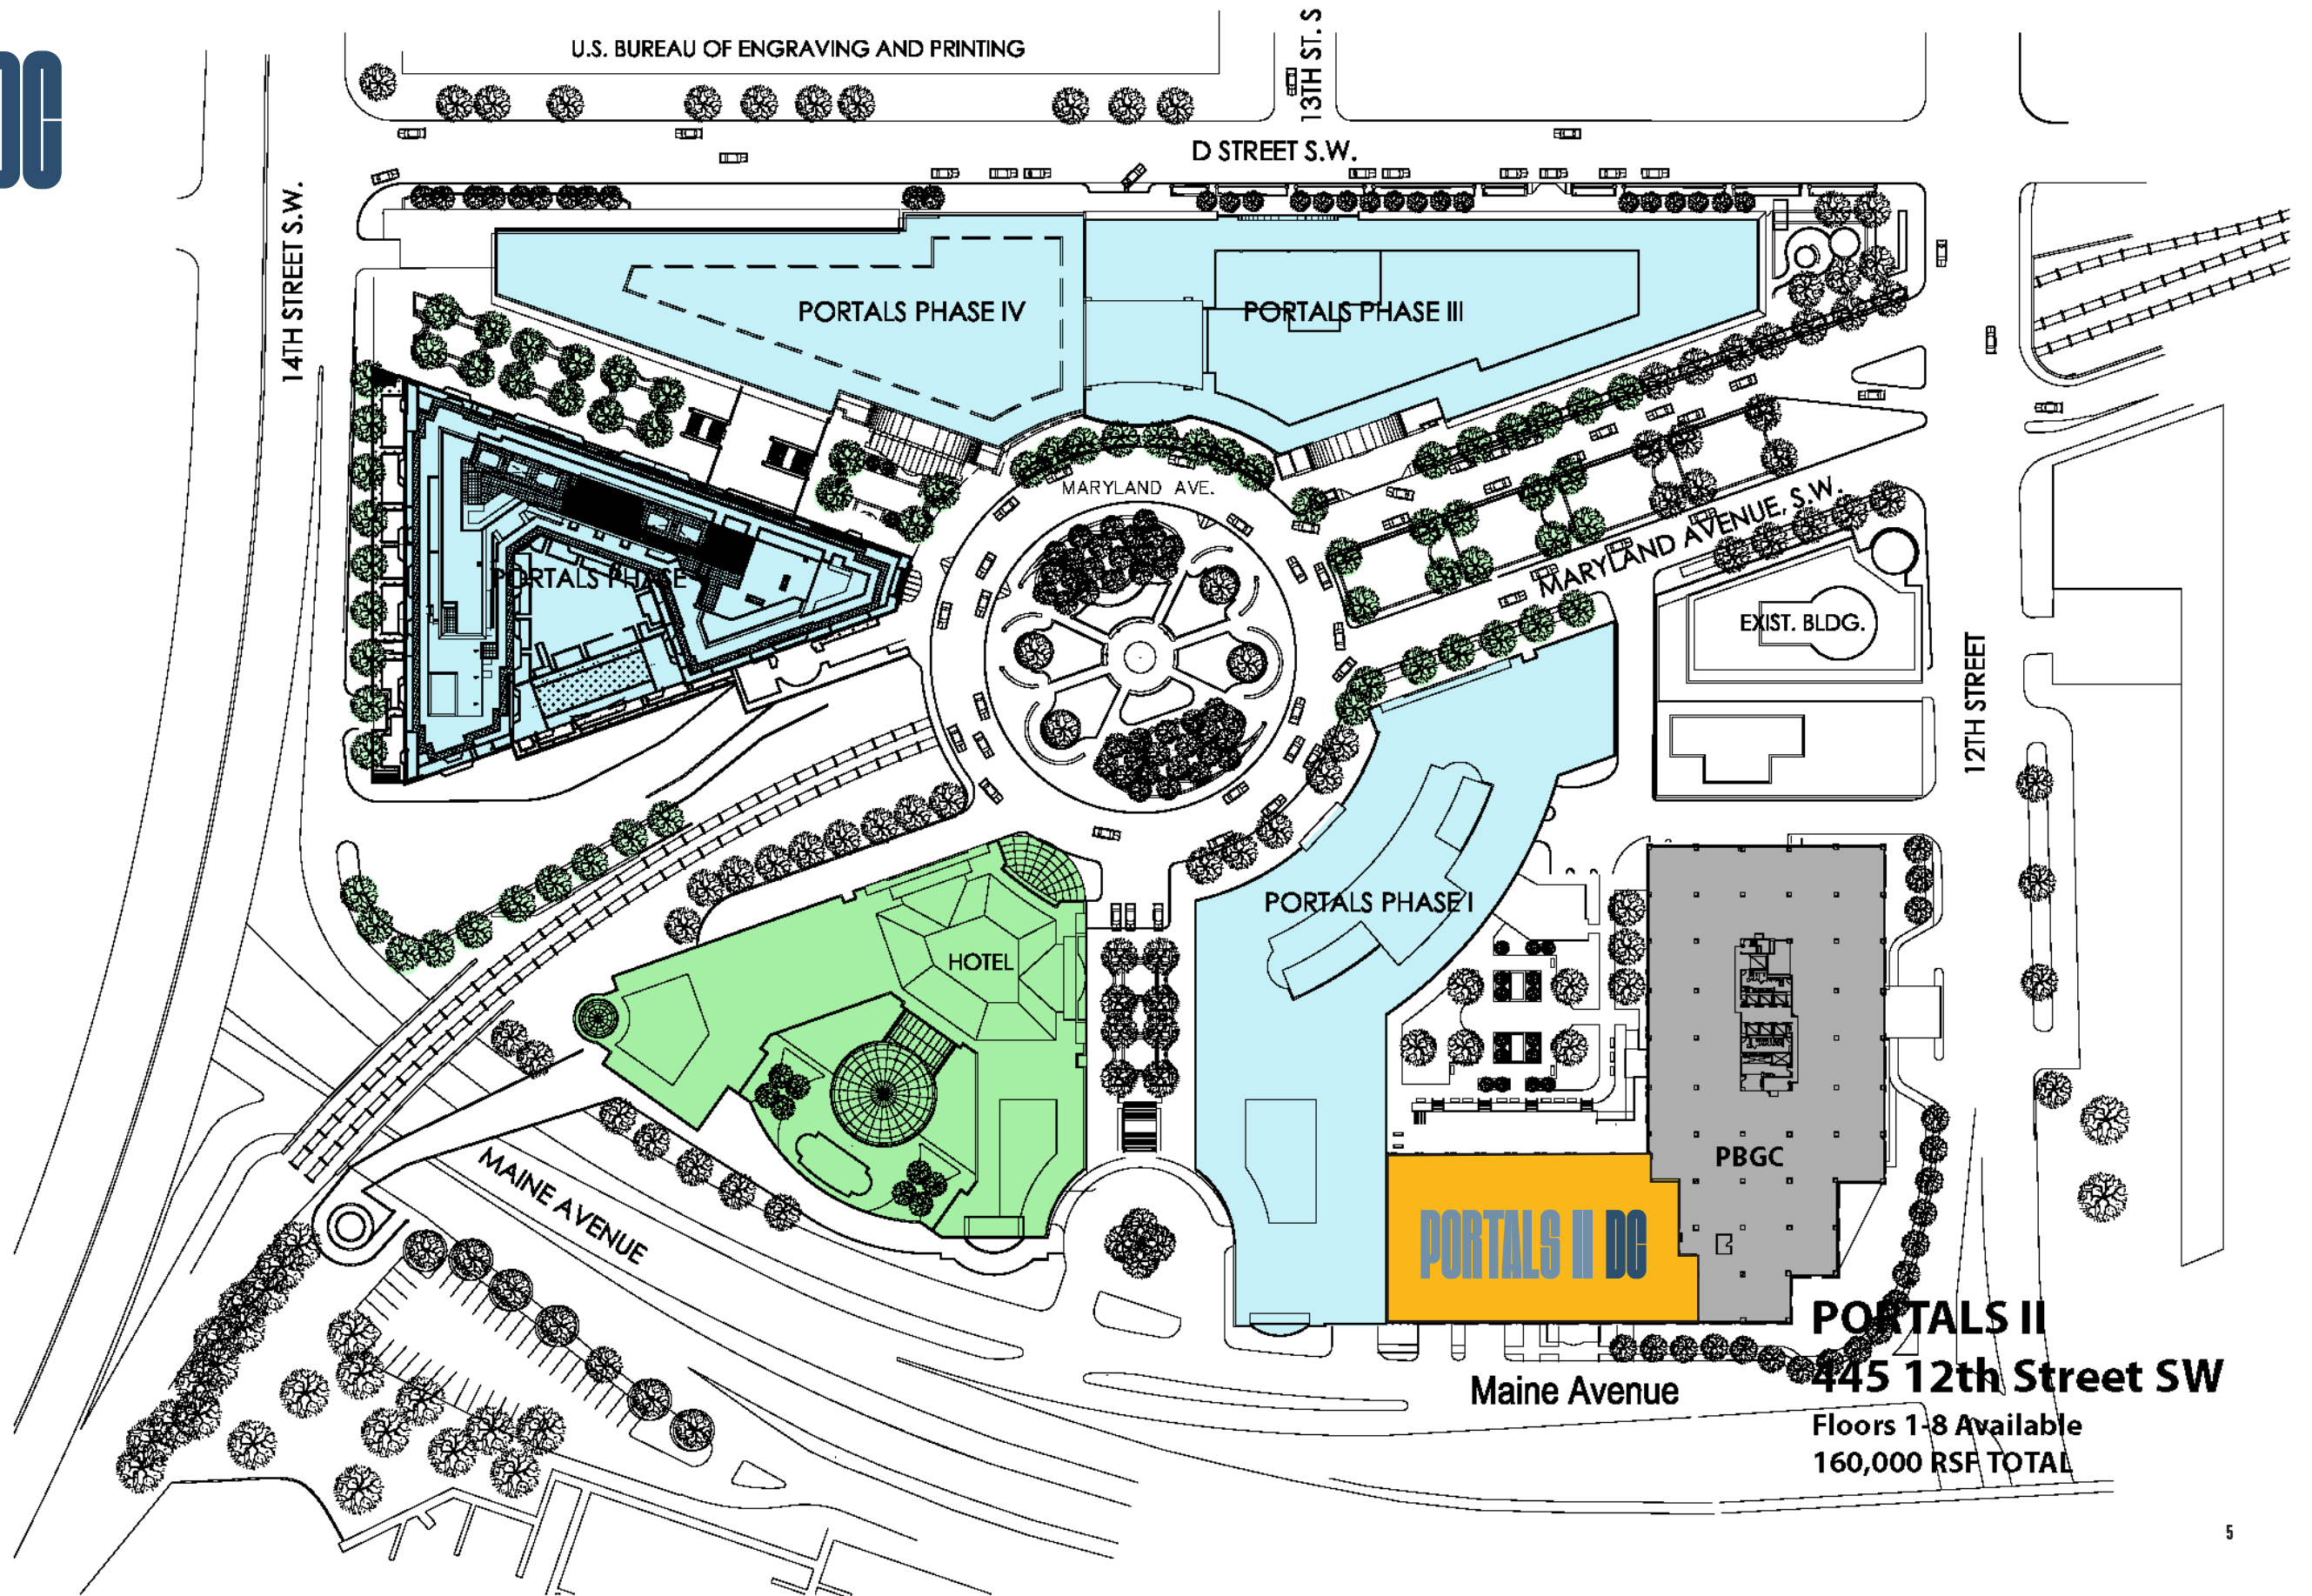 DC
U.S. BUREAU OF ENGRAVING AND PRINTING
13TH ST. S
D STREET S.W.
14TH STREET S.W.
PORTALS PHASE IV
PORTALS PHASE III
MARYLAND AVE.
MARYLAND AVENUE, S.W.
PORTALS PHASE
EXIST. BLDG.
12TH STREET
PORTALS PHASE I
HOTEL
PBGC
MAINE AVENUE
PORTALS II DC
PORTALS II
445 12th Street SW
Maine Avenue
Floors 1-8 Available
160,000 RSF TOTAL
5